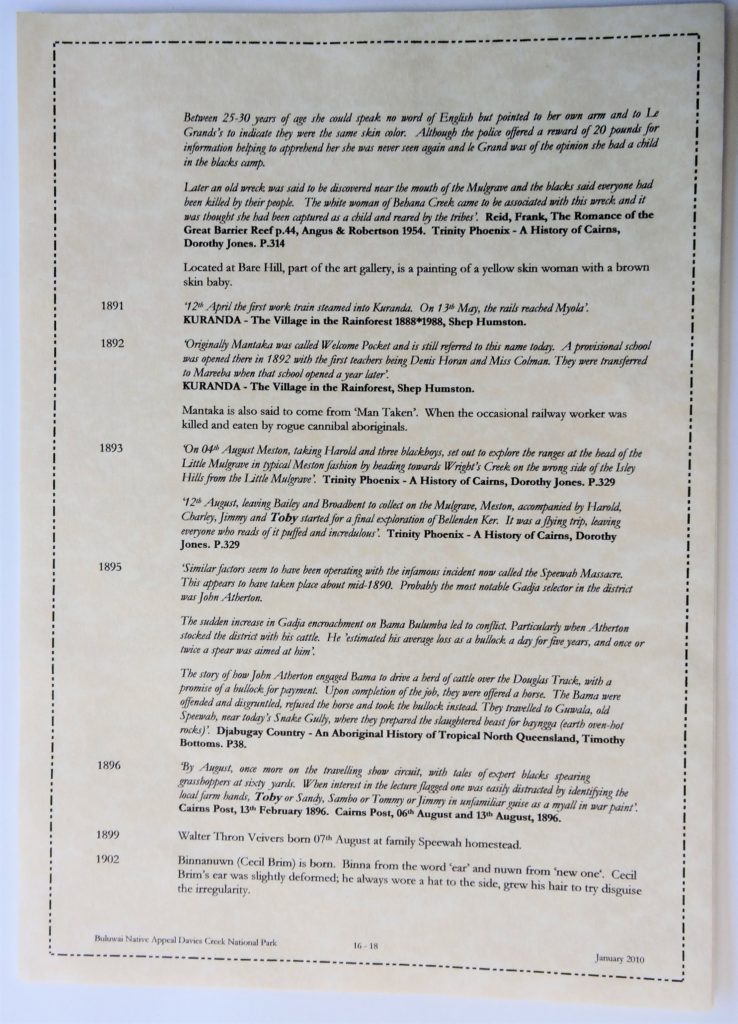 Between 25-30 years of age she could speak no word of English but pointed to her own arm and to Le
Grands's to indicate they were the same skin color. Although the police offered a reward of 20 pounds for
information helping to apprehend her she was never seen again and le Grand was of the opinion she had a child
in the blacks camp.
Later an old wreck was said to be discovered near the mouth of the Mulgrave and the blacks said everyone had
been killed by their people. The white woman of Behana Creek came to be associated with this wreck and it
was thought she had been captured as a child and reared by the tribes'. Reid, Frank, The Romance of the
Great Barrier Reef p.44, Angus & Robertson 1954. Trinity Phoenix - A History of Cairns,
Dorothy Jones. P.314
Located at Bare Hill, part of the art gallery, is a painting of a yellow skin woman with a brown
skin baby.
1891 '12th April the first work train steamed into Kuranda. On 13th May, the rails reached Myola'.
KURANDA - The Village in the Rainforest 1888*1988, Shep Humston.
1892 'Originally Mantaka was called Welcome Pocket and is still referred to this name today. A provisional school
was opened there in 1892 with the first teachers being Denis Horan and Miss Colman. They were transferred
to Mareeba when that school opened a year later'.
KURANDA - The Village in the Rainforest, Shep Humston.
Mantaka is also said to come from 'Man Taken'. When the occasional railway worker was
killed and eaten by rogue cannibal aboriginals.
1893 'On 04th August Meston, taking Harold and three blackboys, set out to explore the ranges at the head of the
Little Mulgrave in typical Meston fashion by heading towards Wright's Creek on the wrong side of the Isley
Hills from the Little Mulgrave'. Trinity Phoenix - A History of Cairns, Dorothy Jones. P.329
'12th August, leaving Bailey and Broadbent to collect on the Mulgrave, Meston, accompanied by Harold,
Charley, Jimmy and Toby started for a final exploration of Bellenden Ker. It was a flying trip, leaving
everyone who reads of it puffed and incredulous'. Trinity Phoenix - A History of Cairns, Dorothy
Jones. P.329
1895 'Similar factors seem to have been operating with the infamous incident now called the Speewah Massacre.
This appears to have taken place about mid-1890. Probably the most notable Gadja selector in the district
was John Atherton.
The sudden increase in Gadja encroachment on Bama Bulumba led to conflict. Particularly when Atherton
stocked the district with his cattle. He 'estimated his average loss as a bullock a day for five years, and once or
twice a spear was aimed at him'.
The story of how John Atherton engaged Bama to drive a herd of cattle over the Douglas Track, with a
promise of a bullock for payment. Upon completion of the job, they were offered a horse. The Bama were
offended and disgruntled, refused the horse and took the bullock instead. They travelled to Guwala, old
Speewah, near today's Snake Gully, where they prepared the slaughtered beast for bayngga (earth oven-hot
rocks)'. Djabugay Country - An Aboriginal History of Tropical North Queensland, Timothy
Bottoms. P38.
1896 'By August, once more on the travelling show circuit, with tales of expert blacks spearing
grasshoppers at sixty yards. When interest in the lecture flagged one was easily distracted by identifying the
local farm hands, Toby or Sandy, Sambo or Tommy or Jimmy in unfamiliar guise as a myall in war paint'.
Cairns Post, 13th February 1896. Cairns Post, 06th August and 13th August, 1896.
1899 Walter Thron Veivers born 07th August at family Speewah homestead.
1902 Binnanuwn (Cecil Brim) is born. Binna from the word 'ear' and nuwn from 'new one'. Cecil
Brim's ear was slightly deformed; he always wore a hat to the side, grew his hair to try disguise
the irregularity.
Buluwai Native Appeal Davies Creek National Park 16 - 18 January 2010